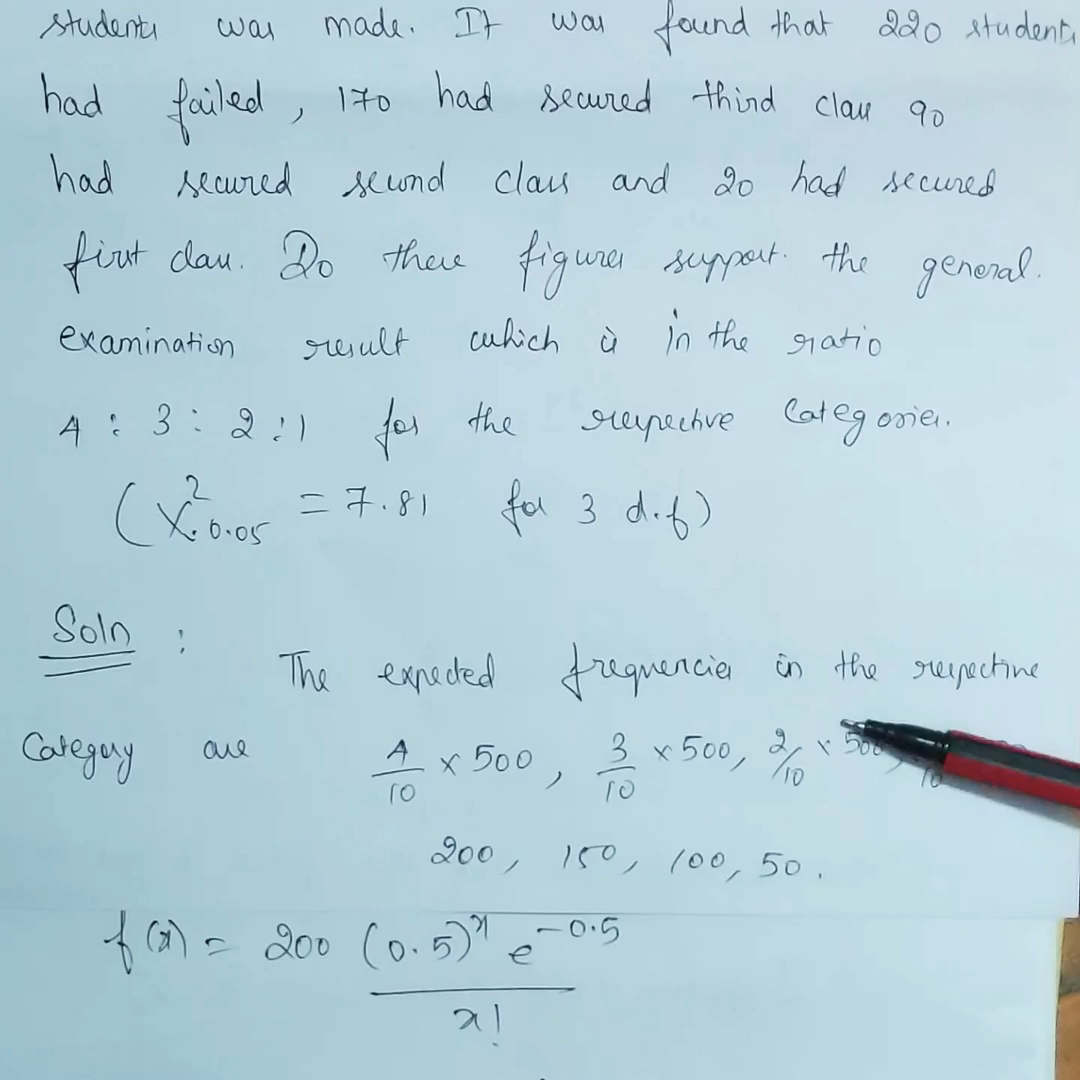 students was made. It was found that 220 students
had failed, 170 had secured third class 90
had secured second class and 20 had secured
first class. Do these figures support. the general.
examination result which is in the ratio
4 : 3 : 2 : 1 for the respective Categories.
(χ²0.05 = 7.81 for 3 d.f)
Soln : The expected frequencies in the respective
Category are 4/10 × 500, 3/10 × 500, 2/10 × 500,
200, 150, 100, 50.
f(x) = 200 (0.5)^x e^-0.5
x!